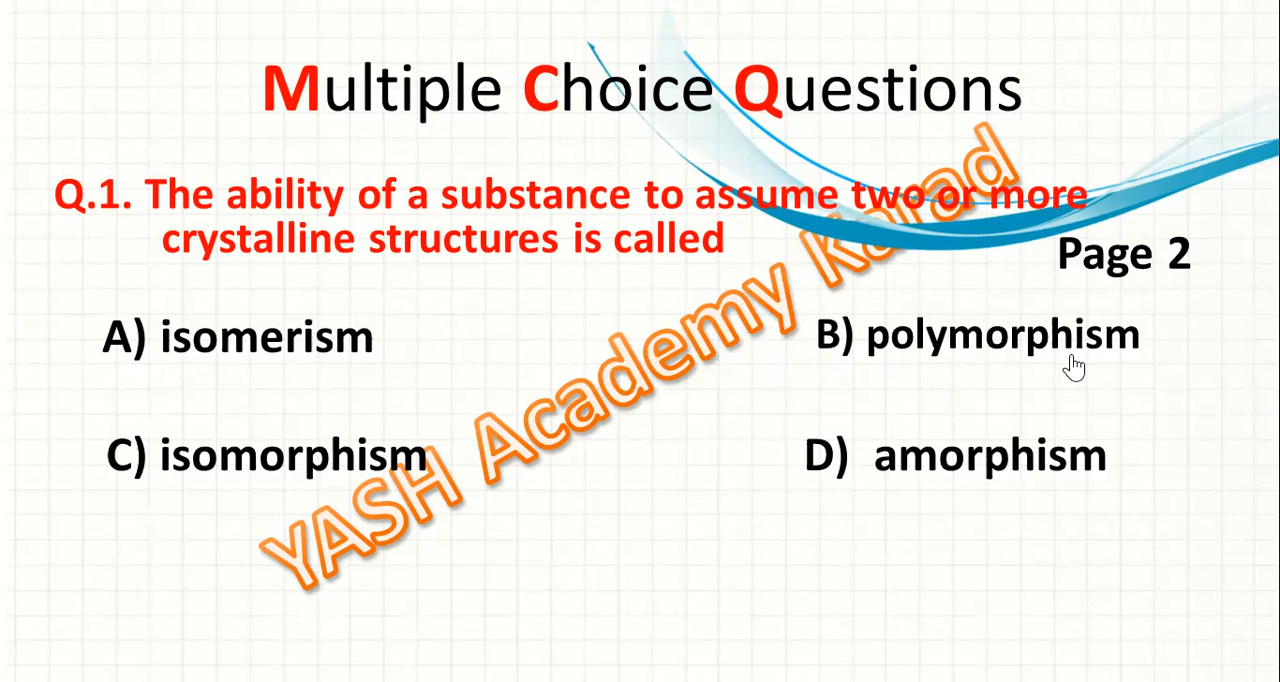 Multiple Choice Questions
Q.1. The ability of a substance to assume two or more
crystalline structures is called
Page 2
A) isomerism
B) polymorphism
C) isomorphism
D) amorphism
YASH Academy Karad